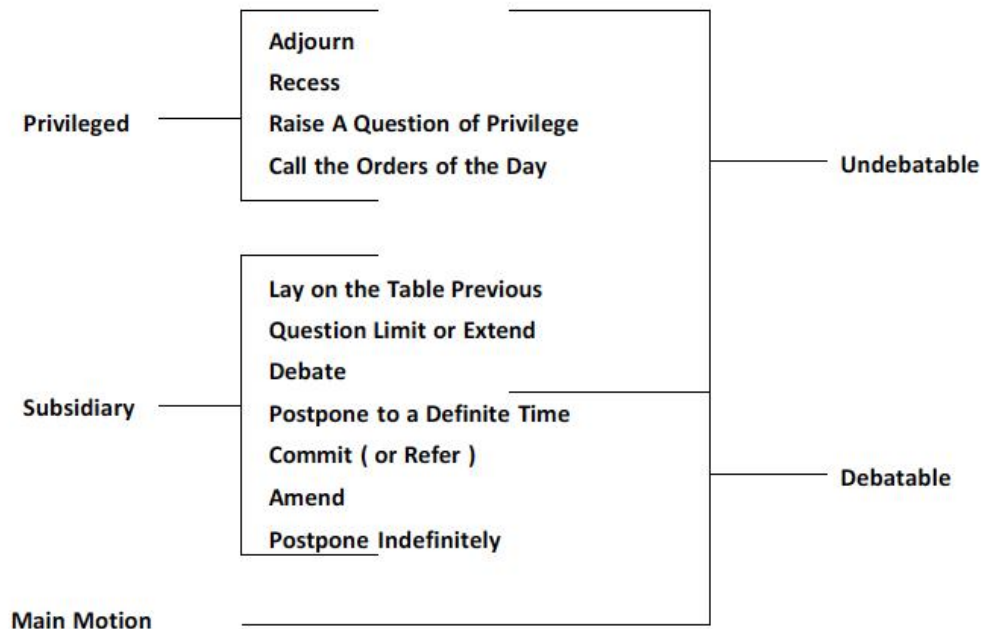 Adjourn
Recess
Privileged
Raise A Question of Privilege
Call the Orders of the Day
Undebatable
Lay on the Table Previous
Question Limit or Extend
Debate
Subsidiary
Postpone to a Definite Time
Commit ( or Refer )
Amend
Debatable
Postpone Indefinitely
Main Motion